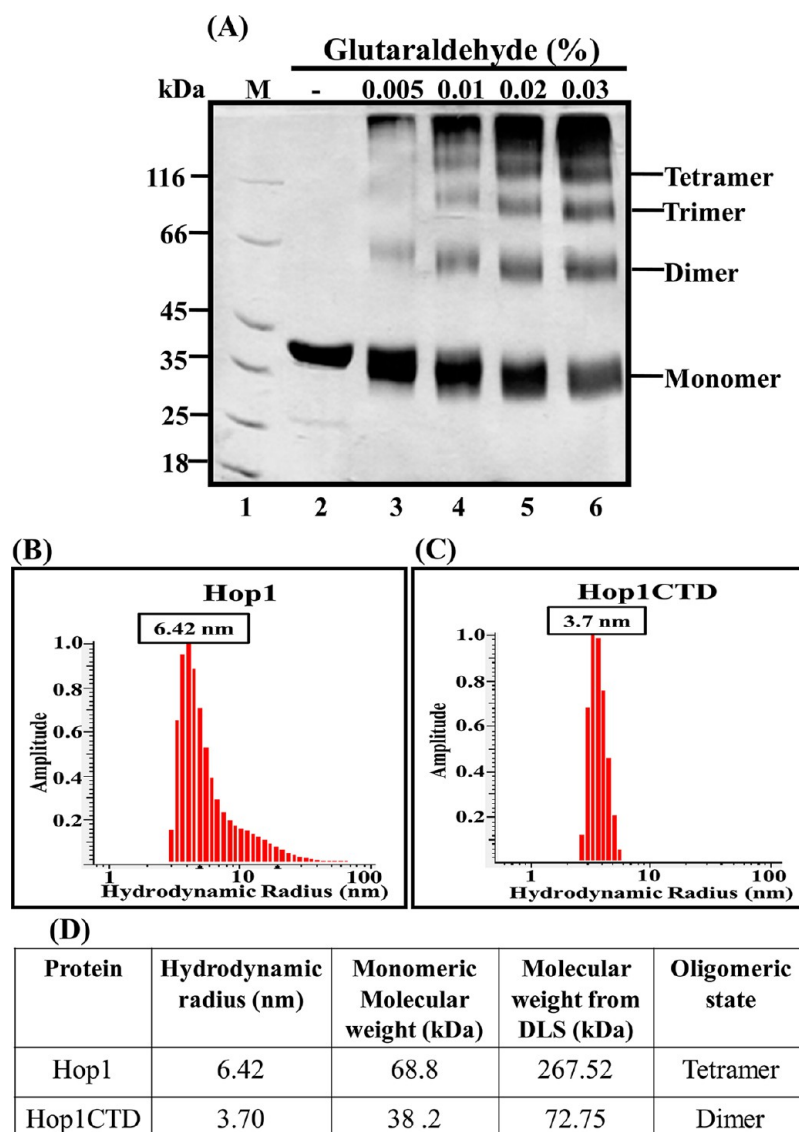 (A)
Glutaraldehyde (%)
kDa M - 0.005 0.01 0.02 0.03
116
Tetramer
Trimer
66
Dimer
45
35
Monomer
25
18
1 2 3 4 5 6
(B)
Hop1
6.42 nm
1.0
0.8
0.6
0.4
0.2
Amplitude
1 10 100
Hydrodynamic Radius (nm)
(C)
Hop1CTD
3.7 nm
1.0
0.8
0.6
0.4
0.2
Amplitude
1 10 100
Hydrodynamic Radius (nm)
(D)
Protein Hydrodynamic radius (nm) Monomeric Molecular weight (kDa) Molecular weight from DLS (kDa) Oligomeric state
Hop1 6.42 68.8 267.52 Tetramer
Hop1CTD 3.70 38 .2 72.75 Dimer